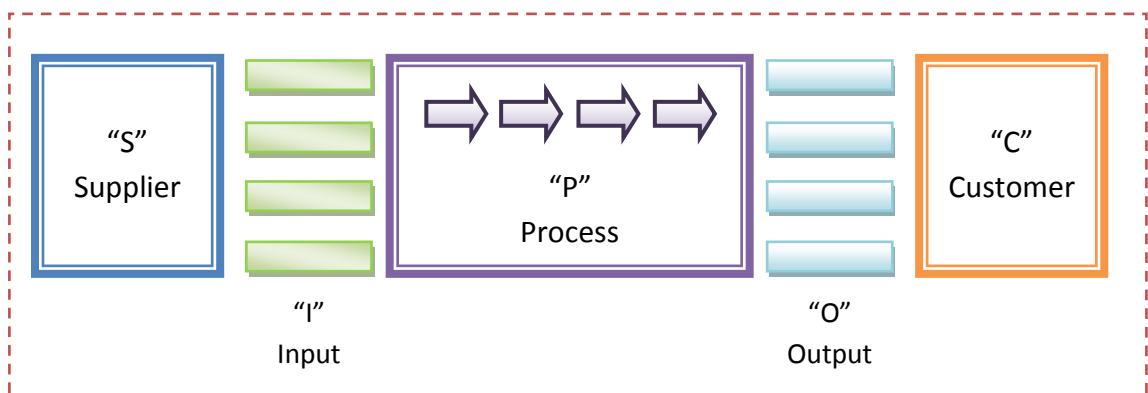 “S”
Supplier
“I”
Input
“P”
Process
“O”
Output
“C”
Customer